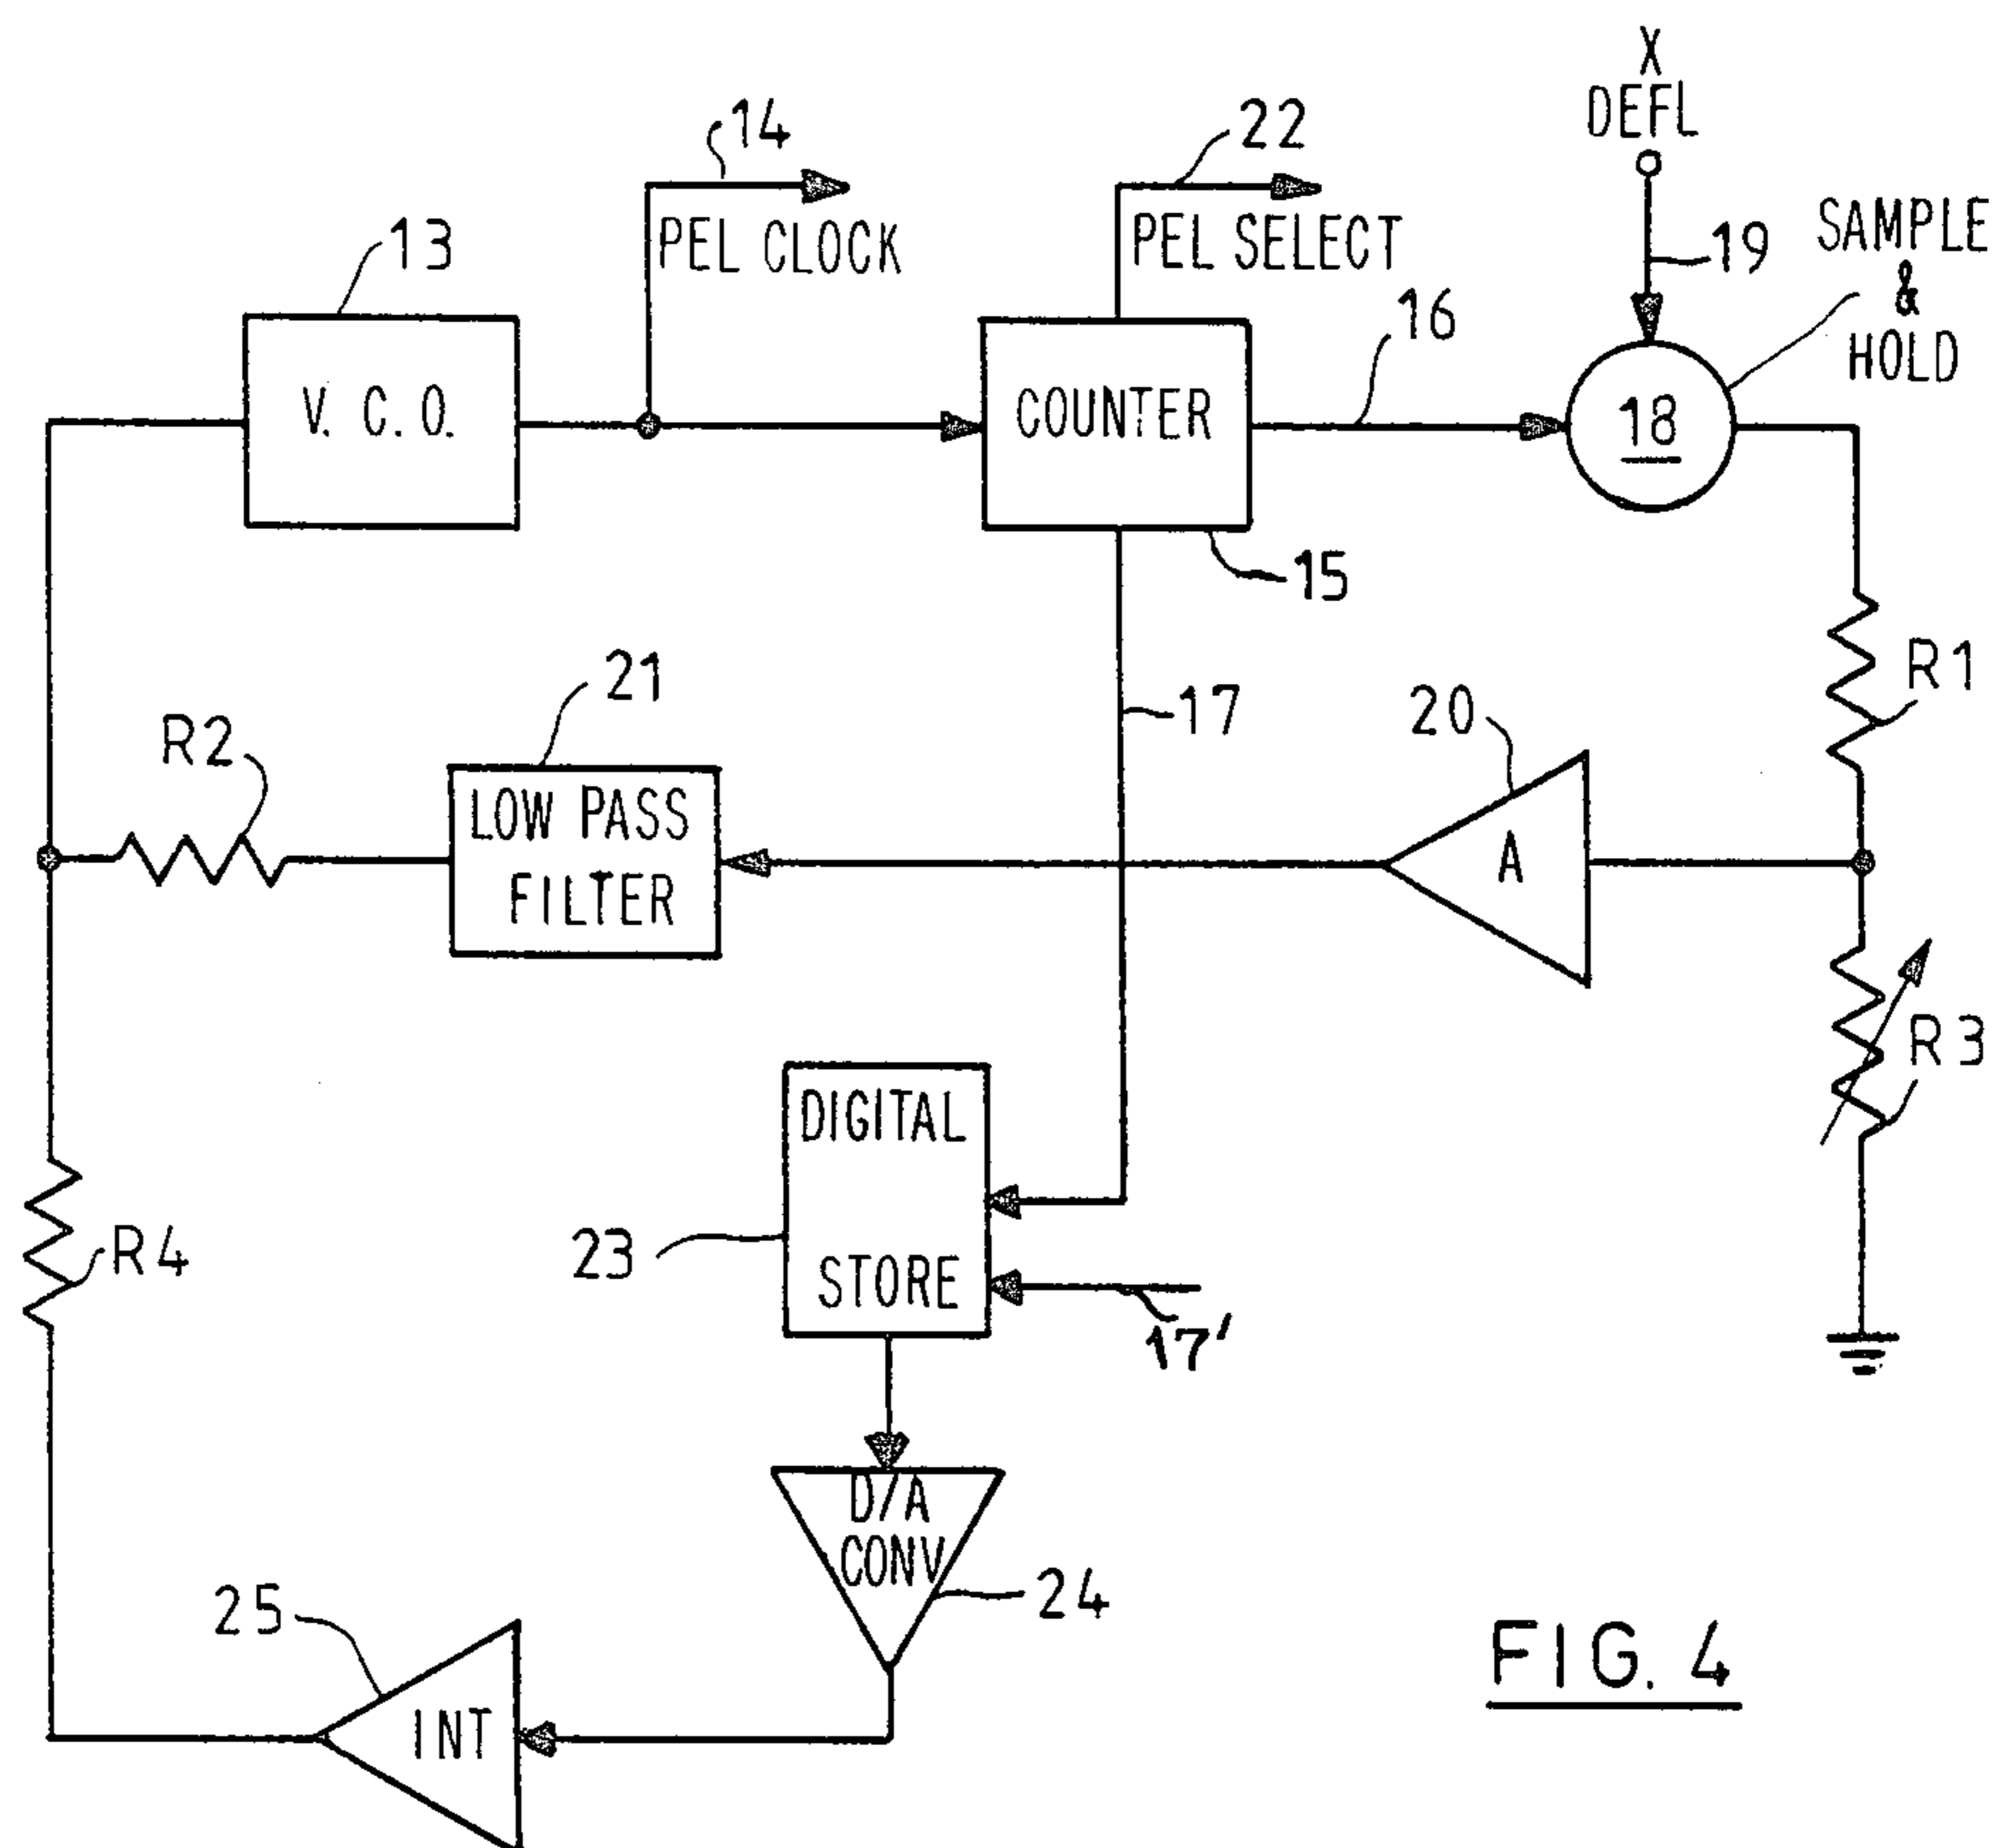 X
DEFL
14
22
PEL CLOCK
PEL SELECT
19
SAMPLE
&
HOLD
13
16
V. C. O.
COUNTER
18
15
R1
21
17
20
R2
LOW PASS
FILTER
A
R3
DIGITAL
STORE
23
R4
17'
D/A
CONV
24
25
INT
FIG. 4